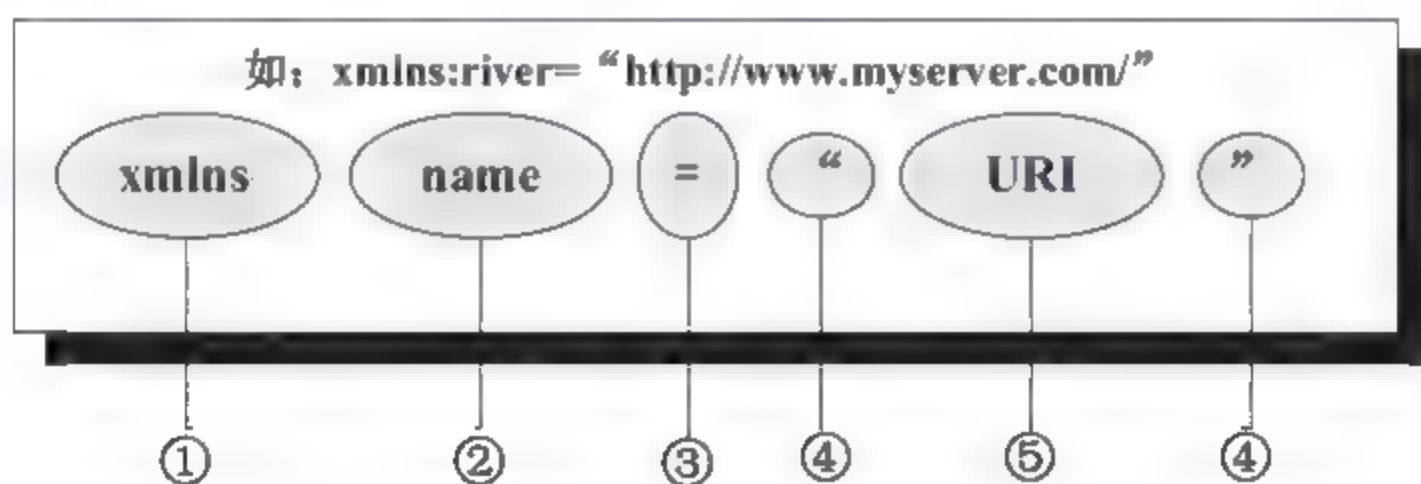 如：xmlns:river= “http://www.myserver.com/”
xmlns name = “ URI ”
① ② ③ ④ ⑤ ④